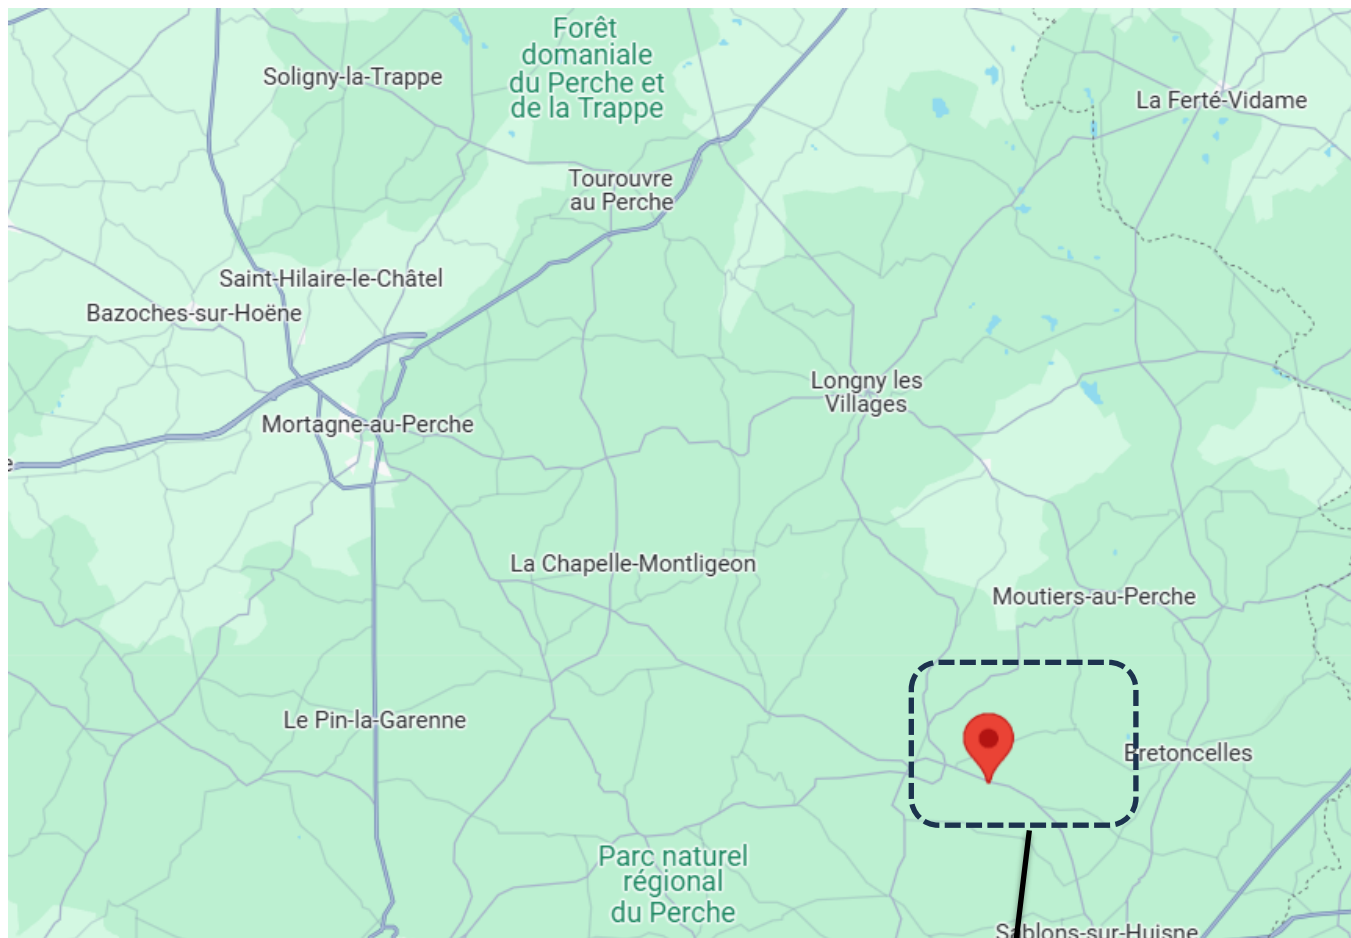 Forêt
domaniale
du Perche et
de la Trappe
Soligny-la-Trappe
La Ferté-Vidame
Tourouvre
au Perche
Saint-Hilaire-le-Châtel
Bazoches-sur-Hoëne
Longny les
Villages
Mortagne-au-Perche
La Chapelle-Montligeon
Moutiers-au-Perche
Le Pin-la-Garenne
Bretoncelles
Parc naturel
régional
du Perche
Sablons-sur-Huisne